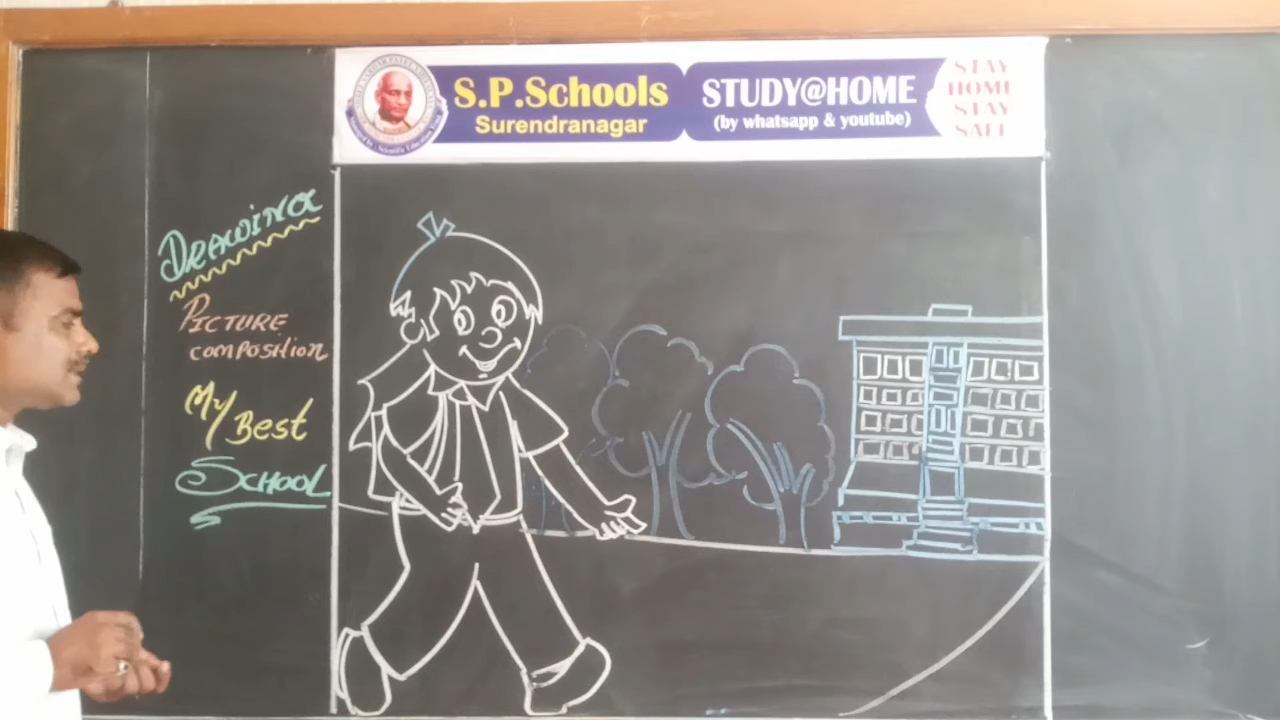 S.P.Schools
Surendranagar
STUDY@HOME
(by whatsapp & youtube)
STAY
HOME
STAY
SAFE
DRAWING
PICTURE
COMPOSITION
My Best
SCHOOL